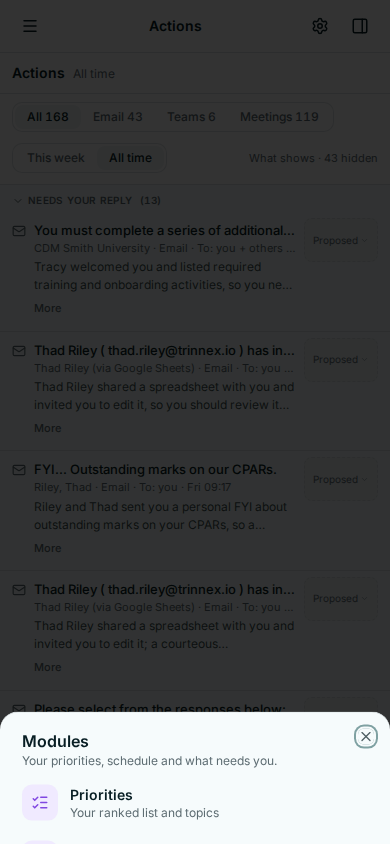 Actions
Actions All time
All 168 Email 43 Teams 6 Meetings 119
This week All time What shows · 43 hidden
NEEDS YOUR REPLY (13)
You must complete a series of additional...
Proposed
CDM Smith University · Email · To: you + others ...
Tracy welcomed you and listed required
training and onboarding activities, so you ne...
More
Thad Riley ( thad.riley@trinnex.io ) has in...
Proposed
Thad Riley (via Google Sheets) · Email · To: you ...
Thad Riley shared a spreadsheet with you and
invited you to edit it, so you should review it...
More
FYI... Outstanding marks on our CPARs.
Proposed
Riley, Thad · Email · To: you · Fri 09:17
Riley and Thad sent you a personal FYI about
outstanding marks on your CPARs, so a...
More
Thad Riley ( thad.riley@trinnex.io ) has in...
Proposed
Thad Riley (via Google Sheets) · Email · To: you ...
Thad Riley shared a spreadsheet with you and
invited you to edit it; a courteous...
More
Please select from the responses below:
Modules
Your priorities, schedule and what needs you.
Priorities
Your ranked list and topics